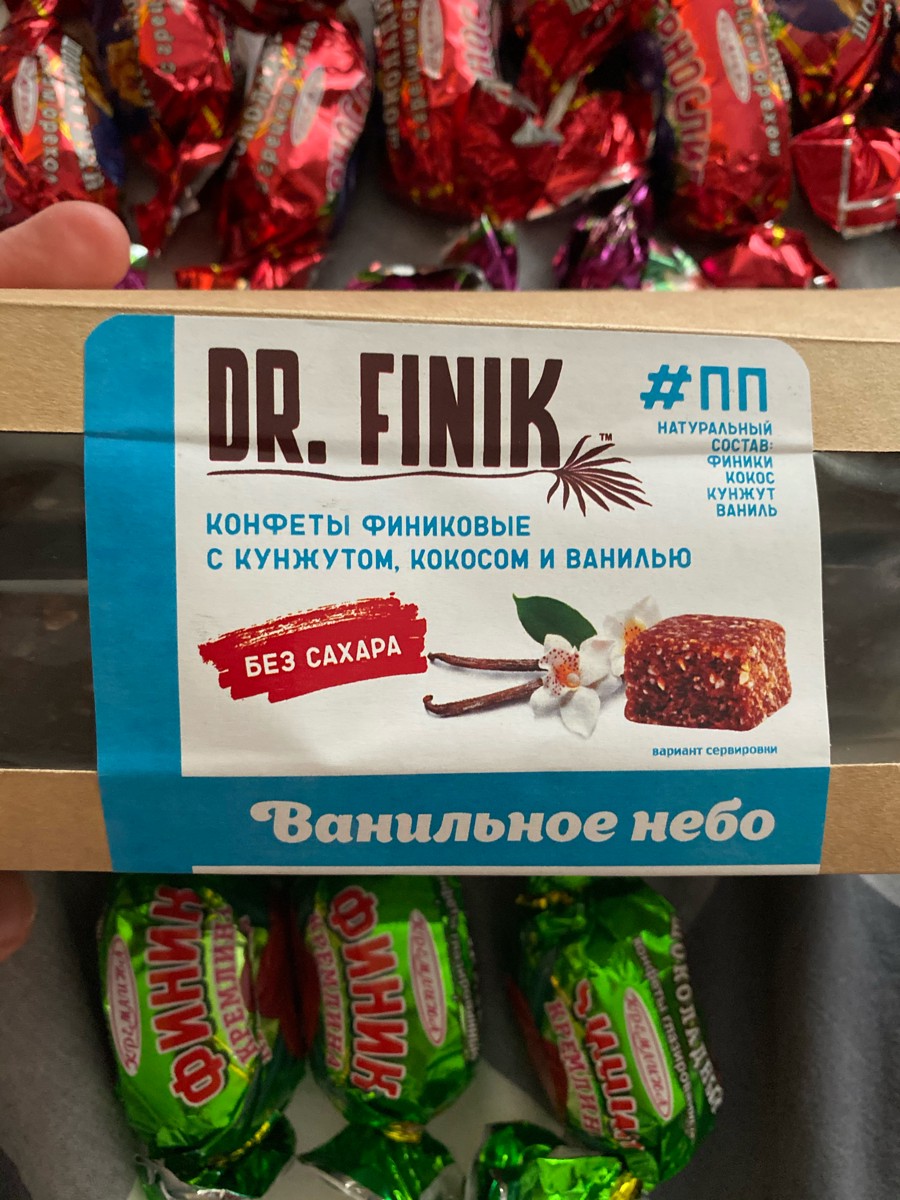 DR. FINIK
™
#ПП
НАТУРАЛЬНЫЙ
СОСТАВ:
ФИНИКИ
КОКОС
КУНЖУТ
ВАНИЛЬ
КОНФЕТЫ ФИНИКОВЫЕ
С КУНЖУТОМ, КОКОСОМ И ВАНИЛЬЮ
БЕЗ САХАРА
вариант сервировки
Ванильное небо
ФИНИК
КРЕМЛИНА
ФИНИК
КРЕМЛИНА
КРЕМЛИНА